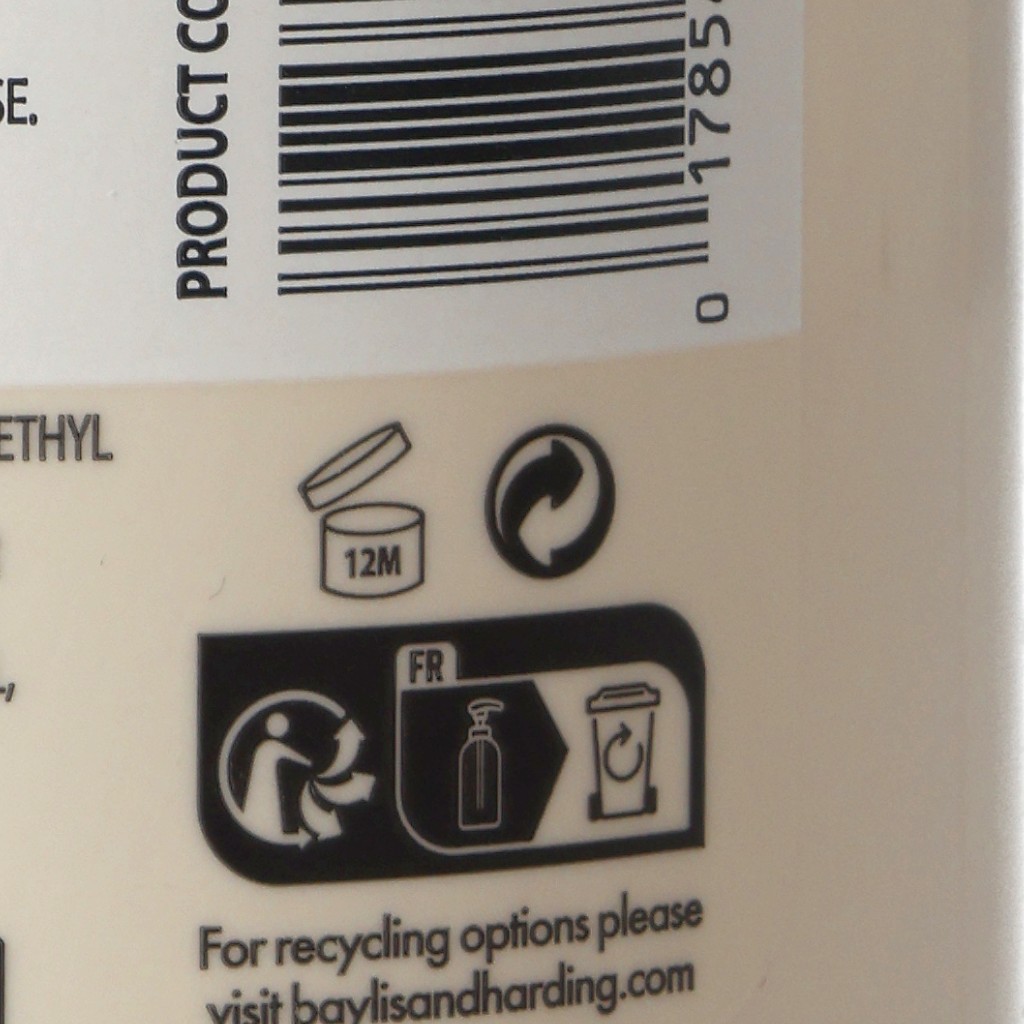 SE.
PRODUCT CO
0 1785
ETHYL
12M
FR
For recycling options please
visit baylisandharding.com